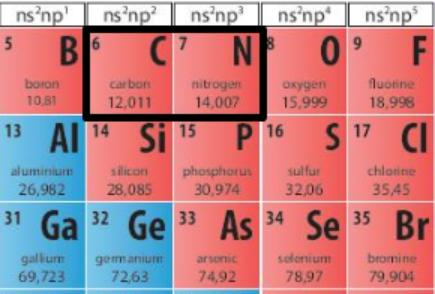 ns²np¹ ns²np² ns²np³ ns²np⁴ ns²np⁵
5 B 6 C 7 N 8 O 9 F
boron carbon nitrogen oxygen fluorine
10,81 12,011 14,007 15,999 18,998
13 Al 14 Si 15 P 16 S 17 Cl
aluminium silicon phosphorus sulfur chlorine
26,982 28,085 30,974 32,06 35,45
31 Ga 32 Ge 33 As 34 Se 35 Br
gallium germanium arsenic selenium bromine
69,723 72,63 74,92 78,97 79,904